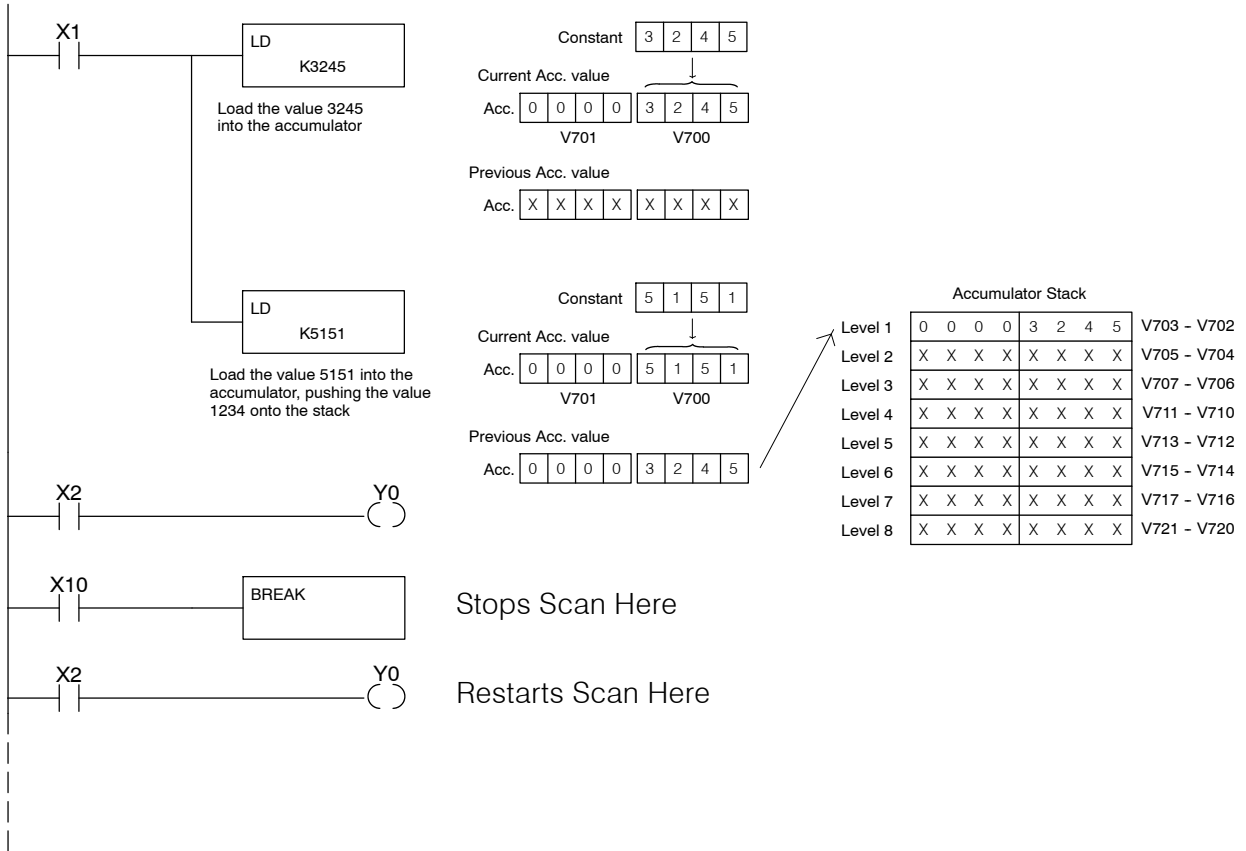 X1
LD
K3245
Load the value 3245
into the accumulator
Constant 3 2 4 5
Current Acc. value
Acc. 0 0 0 0 3 2 4 5
V701 V700
Previous Acc. value
Acc. X X X X X X X X
LD
K5151
Load the value 5151 into the
accumulator, pushing the value
1234 onto the stack
Constant 5 1 5 1
Current Acc. value
Acc. 0 0 0 0 5 1 5 1
V701 V700
Previous Acc. value
Acc. 0 0 0 0 3 2 4 5
Accumulator Stack
Level 1 0 0 0 0 3 2 4 5 V703 - V702
Level 2 X X X X X X X X V705 - V704
Level 3 X X X X X X X X V707 - V706
Level 4 X X X X X X X X V711 - V710
Level 5 X X X X X X X X V713 - V712
Level 6 X X X X X X X X V715 - V714
Level 7 X X X X X X X X V717 - V716
Level 8 X X X X X X X X V721 - V720
X2 Y0
X10
BREAK
Stops Scan Here
X2 Y0
Restarts Scan Here